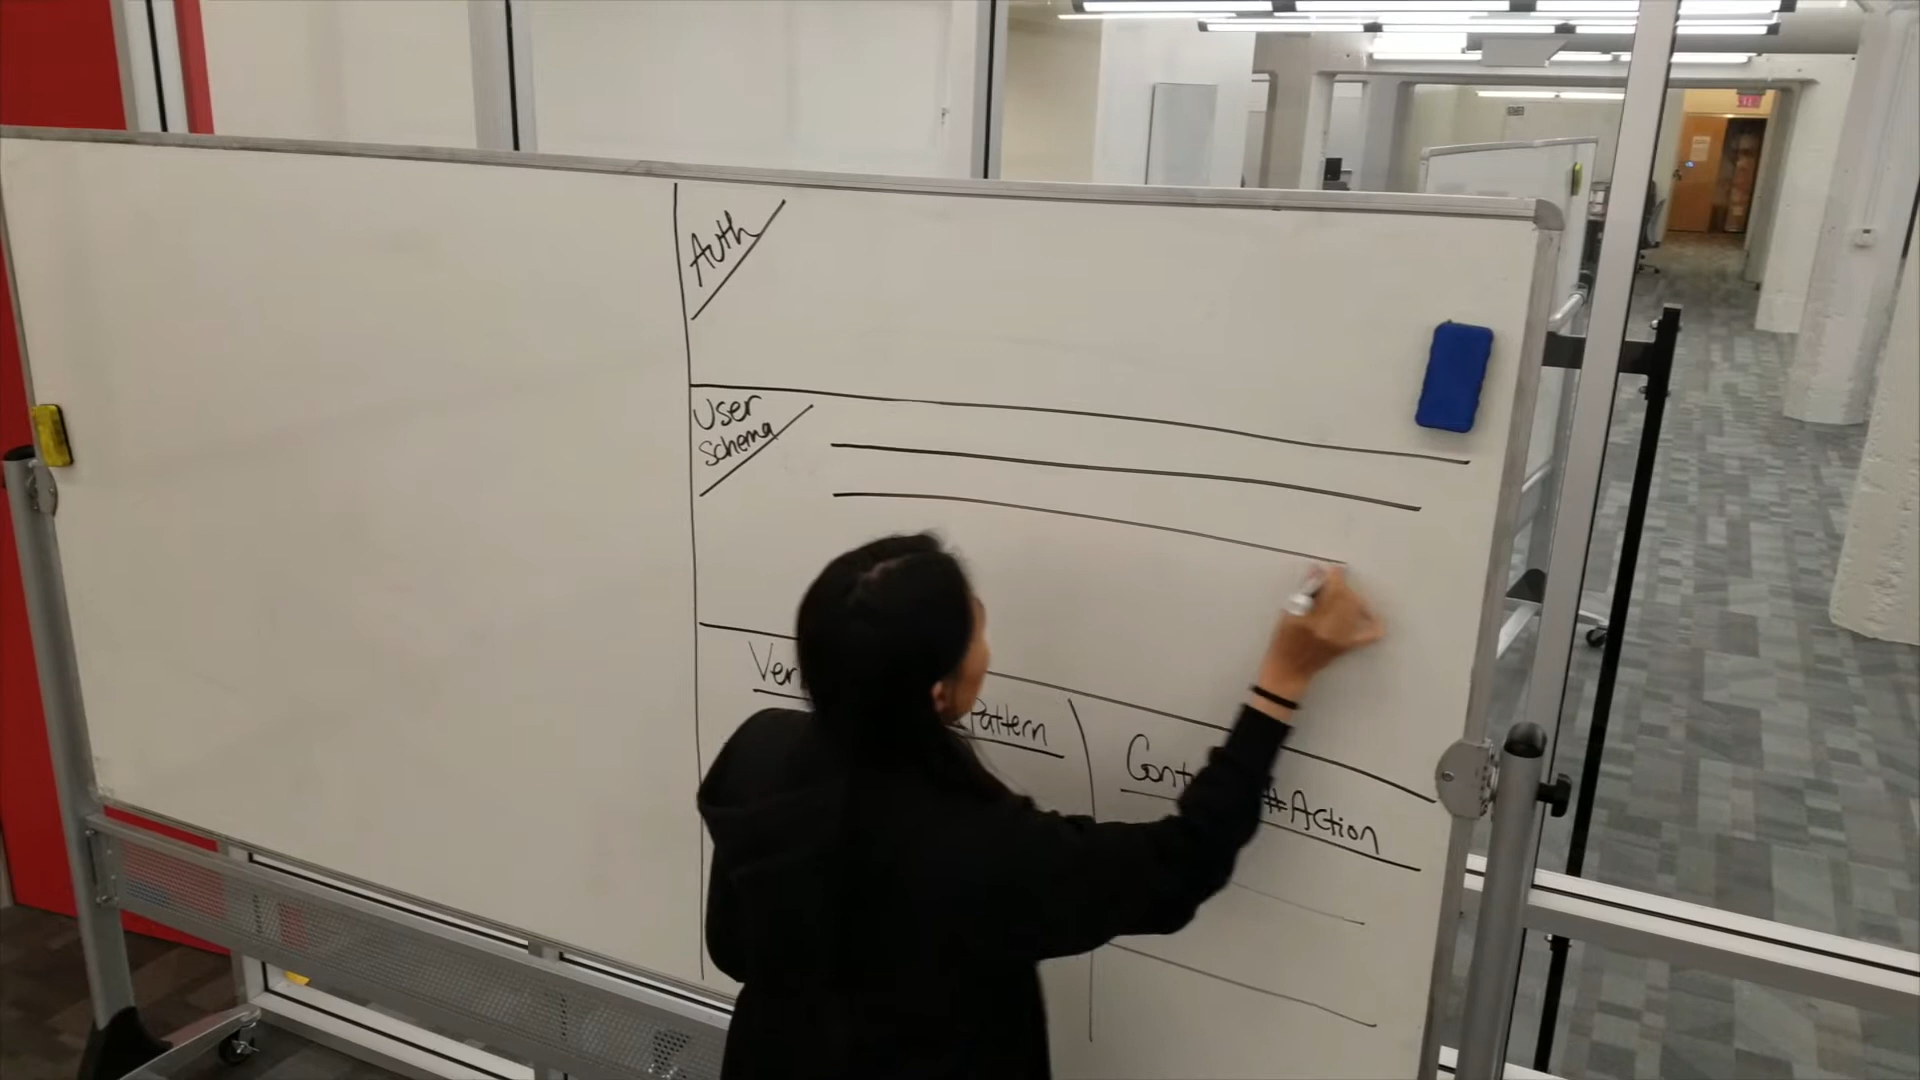 Auth
User
Schema
Pattern
#Action